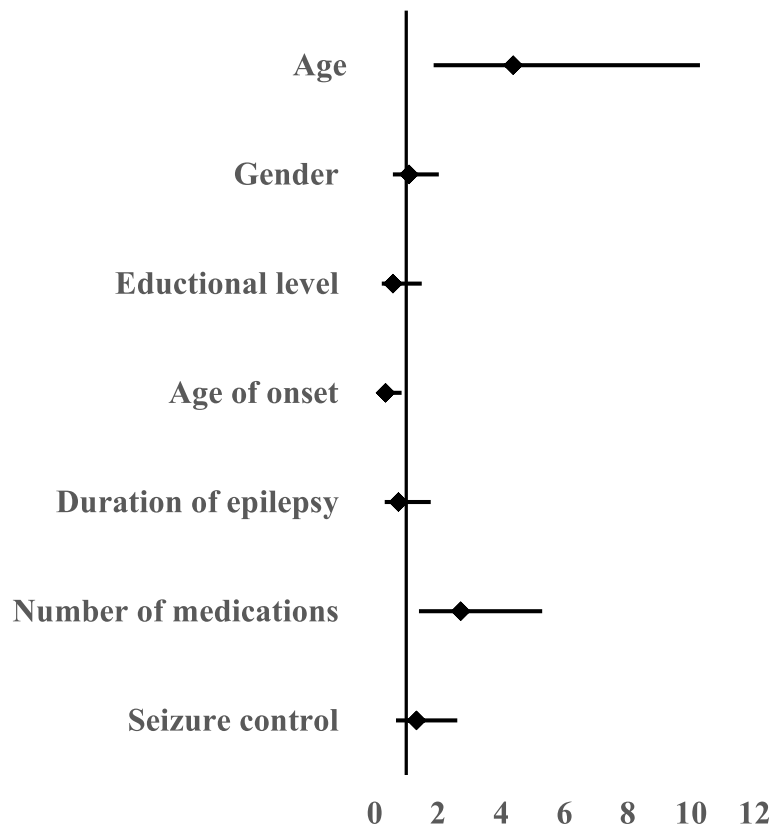 Age
Gender
Eductional level
Age of onset
Duration of epilepsy
Number of medications
Seizure control
0 2 4 6 8 10 12